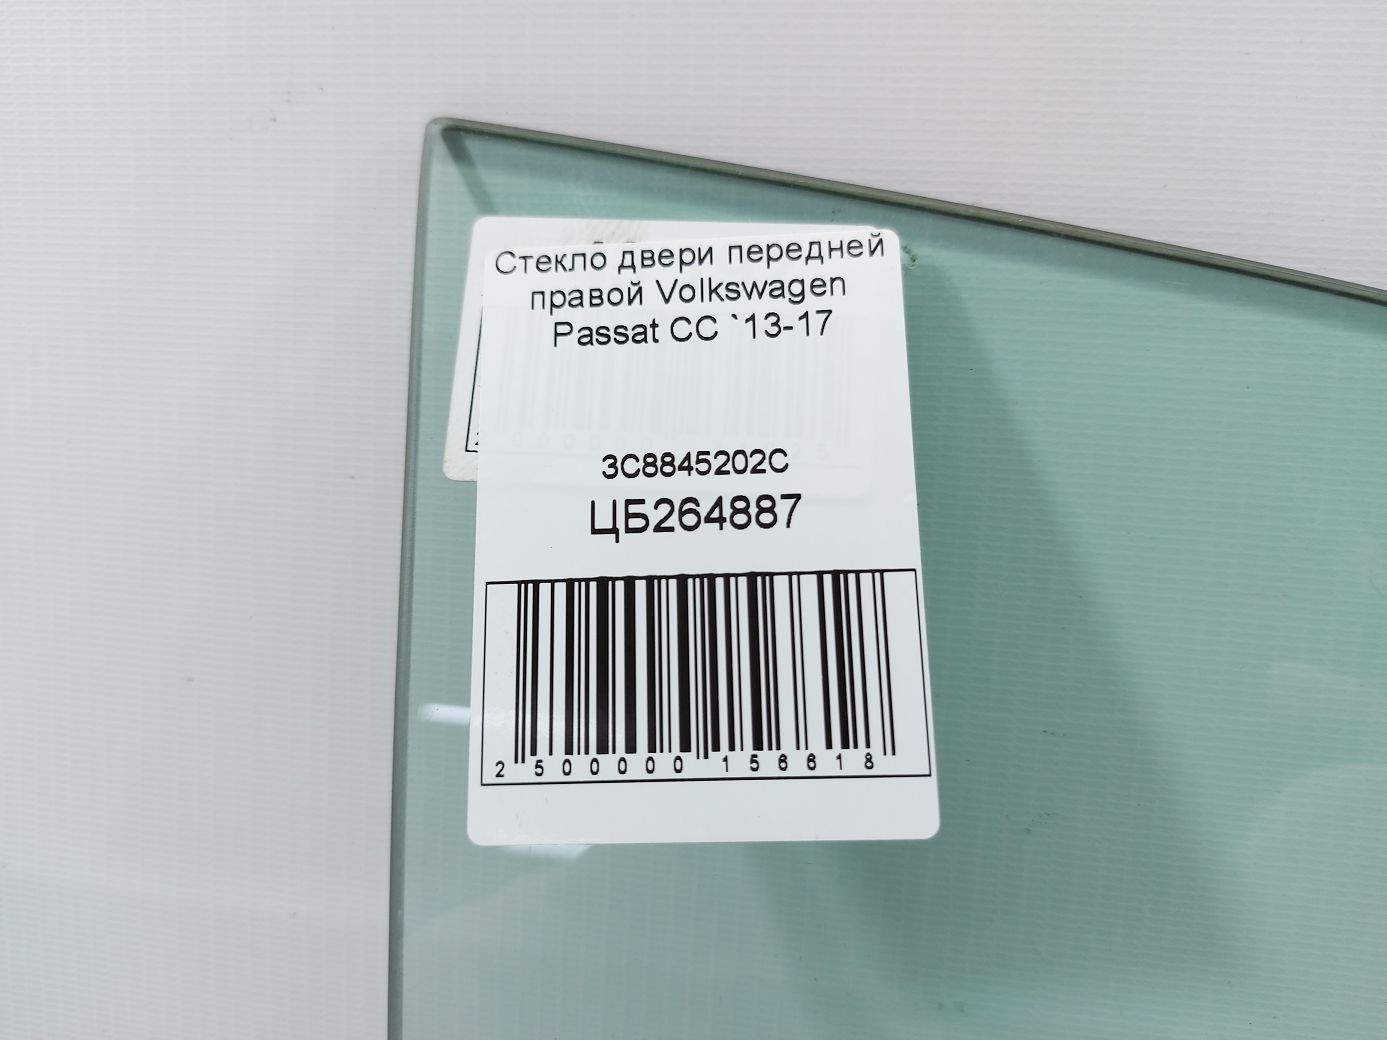 Стекло двери передней
правой Volkswagen
Passat CC `13-17
3C8845202C
ЦБ264887
2 500000 156618